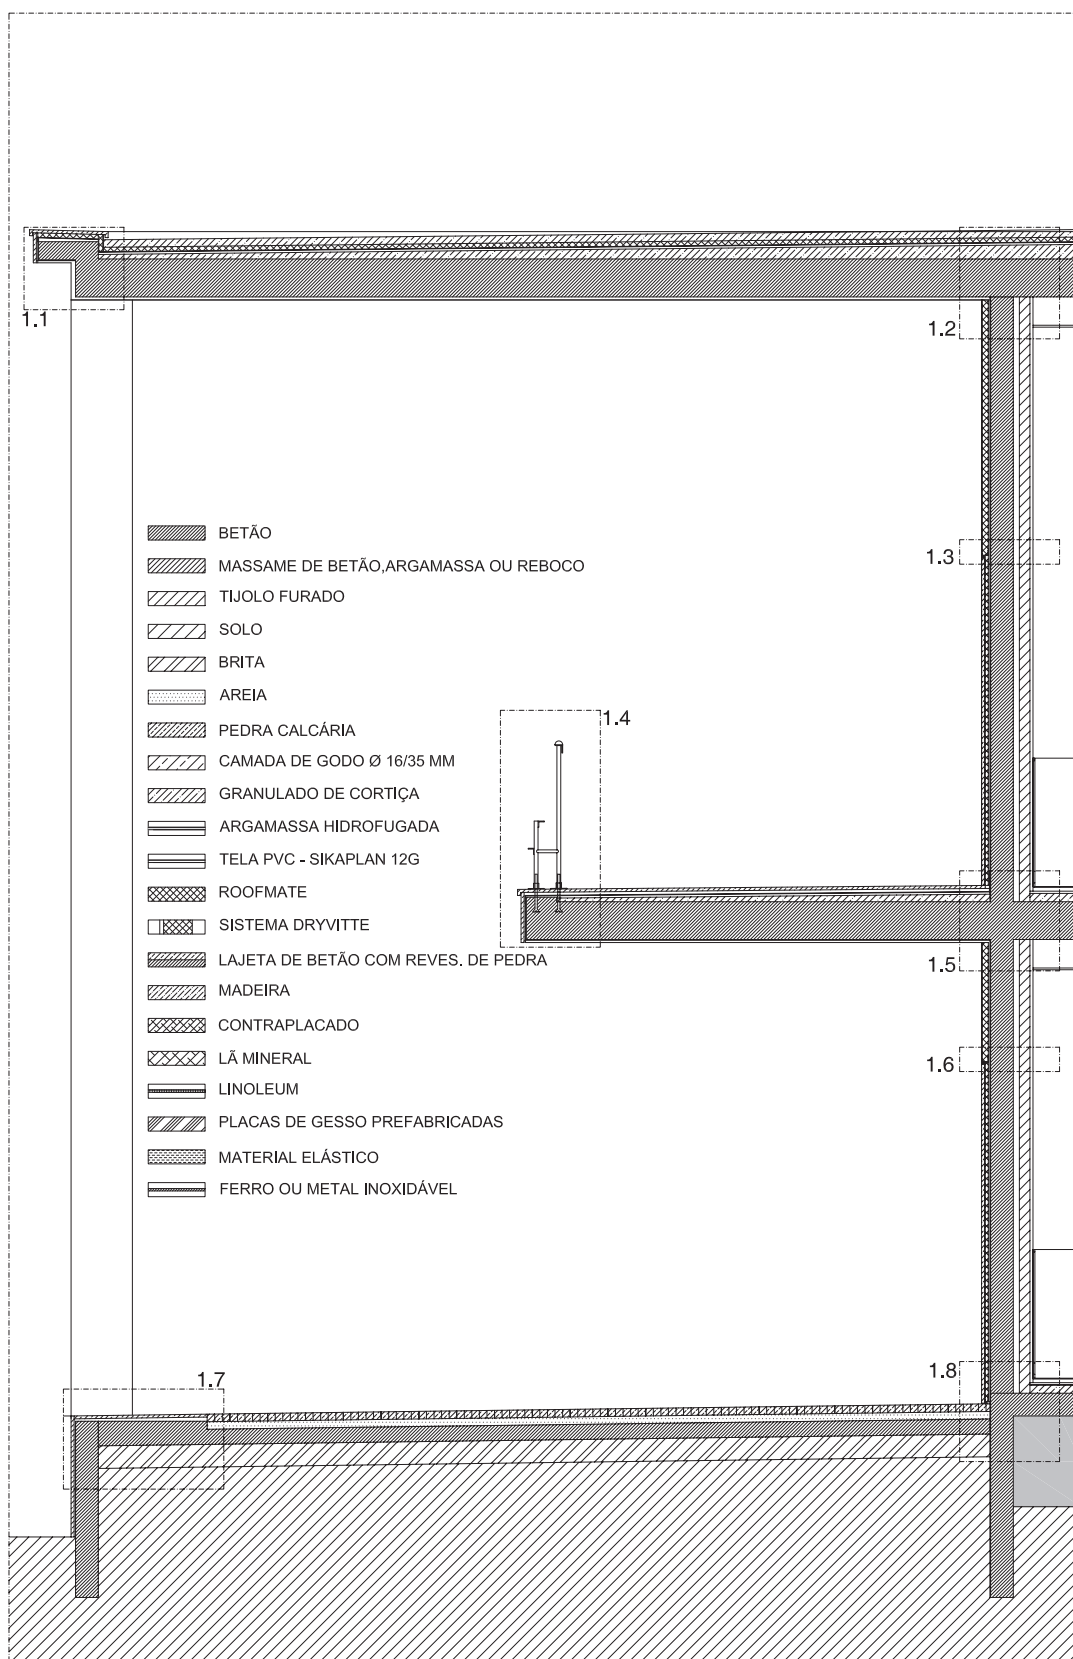 1.1
1.2
1.3
BETÃO
MASSAME DE BETÃO,ARGAMASSA OU REBOCO
TIJOLO FURADO
SOLO
BRITA
AREIA
1.4
PEDRA CALCÁRIA
CAMADA DE GODO Ø 16/35 MM
GRANULADO DE CORTIÇA
ARGAMASSA HIDROFUGADA
TELA PVC - SIKAPLAN 12G
ROOFMATE
SISTEMA DRYVITTE
LAJETA DE BETÃO COM REVES. DE PEDRA
1.5
MADEIRA
CONTRAPLACADO
LÃ MINERAL
1.6
LINOLEUM
PLACAS DE GESSO PREFABRICADAS
MATERIAL ELÁSTICO
FERRO OU METAL INOXIDÁVEL
1.7
1.8